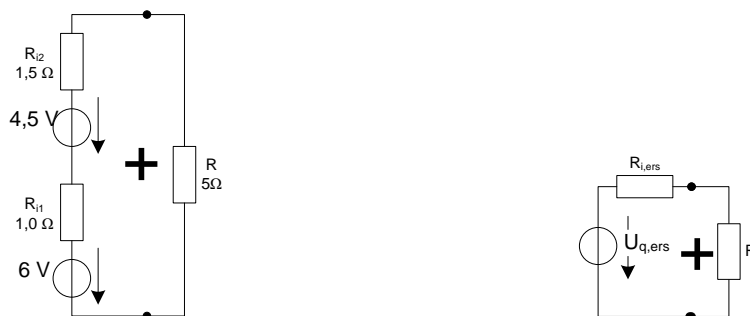 R_i2
1,5 Ω
4,5 V
R
5Ω
R_i1
1,0 Ω
6 V
R_i,ers
U_q,ers
R